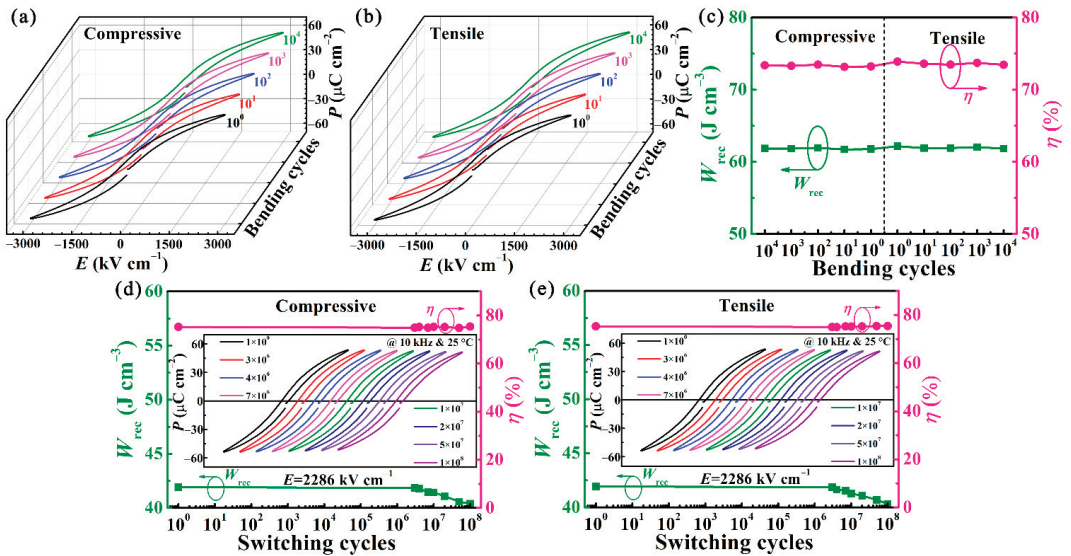 (a)
Compressive
10⁴
10³
10²
10¹
10⁰
60
30
0
−30
−60
P (μC cm⁻²)
Bending cycles
−3000 −1500 0 1500 3000
E (kV cm⁻¹)
(b)
Tensile
10⁴
10³
10²
10¹
10⁰
60
30
0
−30
−60
P (μC cm⁻²)
Bending cycles
−3000 −1500 0 1500 3000
E (kV cm⁻¹)
(c)
Compressive Tensile
η
W_rec
80
70
60
50
W_rec (J cm⁻³)
80
75
70
65
60
55
50
η (%)
10⁴ 10³ 10² 10¹ 10⁰ 10⁰ 10¹ 10² 10³ 10⁴
Bending cycles
(d)
Compressive
η
60
55
50
45
40
W_rec (J cm⁻³)
80
60
40
20
0
η (%)
@ 10 kHz & 25 °C
1×10⁰
3×10⁶
4×10⁶
7×10⁶
1×10⁷
2×10⁷
5×10⁷
1×10⁸
60
30
0
−30
−60
P (μC cm⁻²)
E=2286 kV cm⁻¹
W_rec
10⁰ 10¹ 10² 10³ 10⁴ 10⁵ 10⁶ 10⁷ 10⁸
Switching cycles
(e)
Tensile
η
60
55
50
45
40
W_rec (J cm⁻³)
80
60
40
20
0
η (%)
@ 10 kHz & 25 °C
1×10⁰
3×10⁶
4×10⁶
7×10⁶
1×10⁷
2×10⁷
5×10⁷
1×10⁸
60
30
0
−30
−60
P (μC cm⁻²)
E=2286 kV cm⁻¹
W_rec
10⁰ 10¹ 10² 10³ 10⁴ 10⁵ 10⁶ 10⁷ 10⁸
Switching cycles